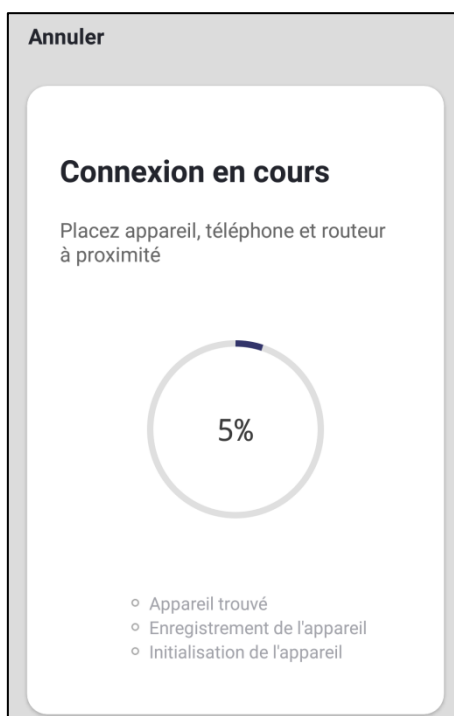 Annuler
Connexion en cours
Placez appareil, téléphone et routeur
à proximité
5%
Appareil trouvé
Enregistrement de l'appareil
Initialisation de l'appareil